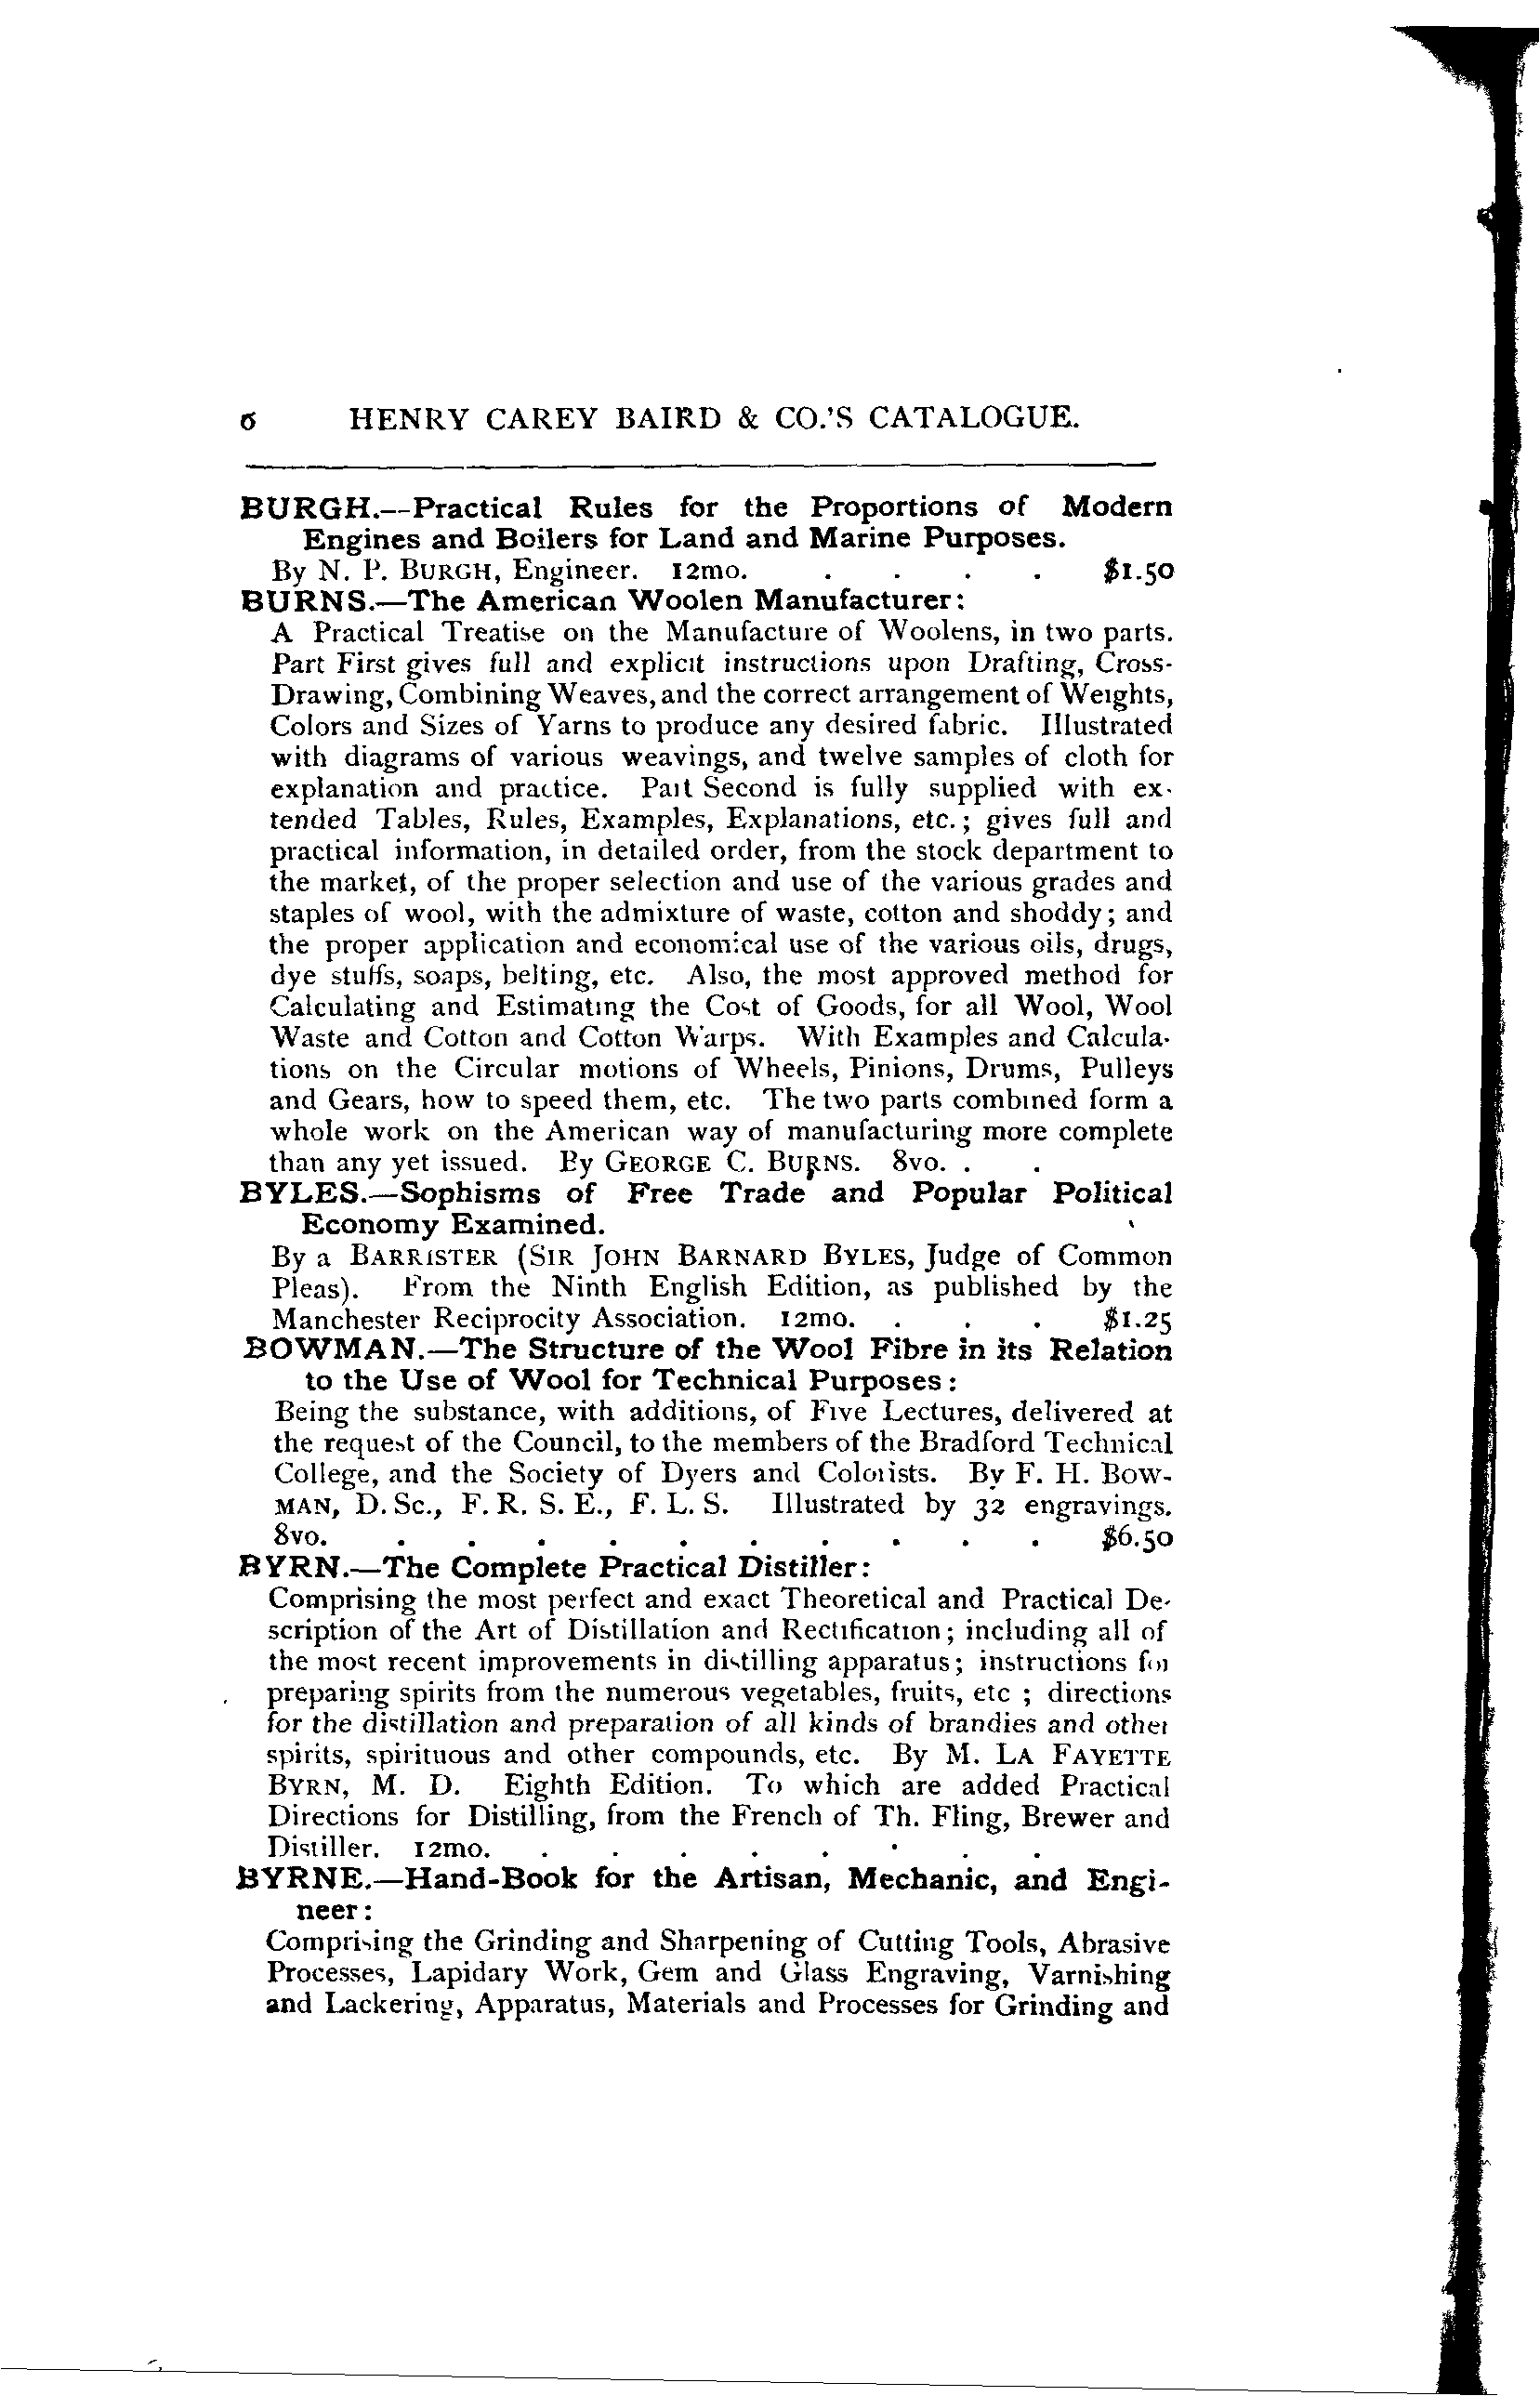 6 HENRY CAREY BAIRD & CO.'S CATALOGUE.
BURGH.--Practical Rules for the Proportions of Modern
Engines and Boilers for Land and Marine Purposes.
By N. P. BURGH, Engineer. 12mo. . . . . $1.50
BURNS.—The American Woolen Manufacturer:
A Practical Treatise on the Manufacture of Woolens, in two parts.
Part First gives full and explicit instructions upon Drafting, Cross-
Drawing, Combining Weaves, and the correct arrangement of Weights,
Colors and Sizes of Yarns to produce any desired fabric. Illustrated
with diagrams of various weavings, and twelve samples of cloth for
explanation and practice. Part Second is fully supplied with ex-
tended Tables, Rules, Examples, Explanations, etc.; gives full and
practical information, in detailed order, from the stock department to
the market, of the proper selection and use of the various grades and
staples of wool, with the admixture of waste, cotton and shoddy; and
the proper application and economical use of the various oils, drugs,
dye stuffs, soaps, belting, etc. Also, the most approved method for
Calculating and Estimating the Cost of Goods, for all Wool, Wool
Waste and Cotton and Cotton Warps. With Examples and Calcula-
tions on the Circular motions of Wheels, Pinions, Drums, Pulleys
and Gears, how to speed them, etc. The two parts combined form a
whole work on the American way of manufacturing more complete
than any yet issued. By GEORGE C. BURNS. 8vo. . .
BYLES.—Sophisms of Free Trade and Popular Political
Economy Examined.
By a BARRISTER (SIR JOHN BARNARD BYLES, Judge of Common
Pleas). From the Ninth English Edition, as published by the
Manchester Reciprocity Association. 12mo. . . . $1.25
BOWMAN.—The Structure of the Wool Fibre in its Relation
to the Use of Wool for Technical Purposes:
Being the substance, with additions, of Five Lectures, delivered at
the request of the Council, to the members of the Bradford Technical
College, and the Society of Dyers and Colorists. By F. H. BOW-
MAN, D. Sc., F. R. S. E., F. L. S. Illustrated by 32 engravings.
8vo. . . . . . . . . . . $6.50
BYRN.—The Complete Practical Distiller:
Comprising the most perfect and exact Theoretical and Practical De-
scription of the Art of Distillation and Rectification; including all of
the most recent improvements in distilling apparatus; instructions for
preparing spirits from the numerous vegetables, fruits, etc ; directions
for the distillation and preparation of all kinds of brandies and other
spirits, spirituous and other compounds, etc. By M. LA FAYETTE
BYRN, M. D. Eighth Edition. To which are added Practical
Directions for Distilling, from the French of Th. Fling, Brewer and
Distiller. 12mo. . . . . . . . .
BYRNE.—Hand-Book for the Artisan, Mechanic, and Engi-
neer:
Comprising the Grinding and Sharpening of Cutting Tools, Abrasive
Processes, Lapidary Work, Gem and Glass Engraving, Varnishing
and Lackering, Apparatus, Materials and Processes for Grinding and